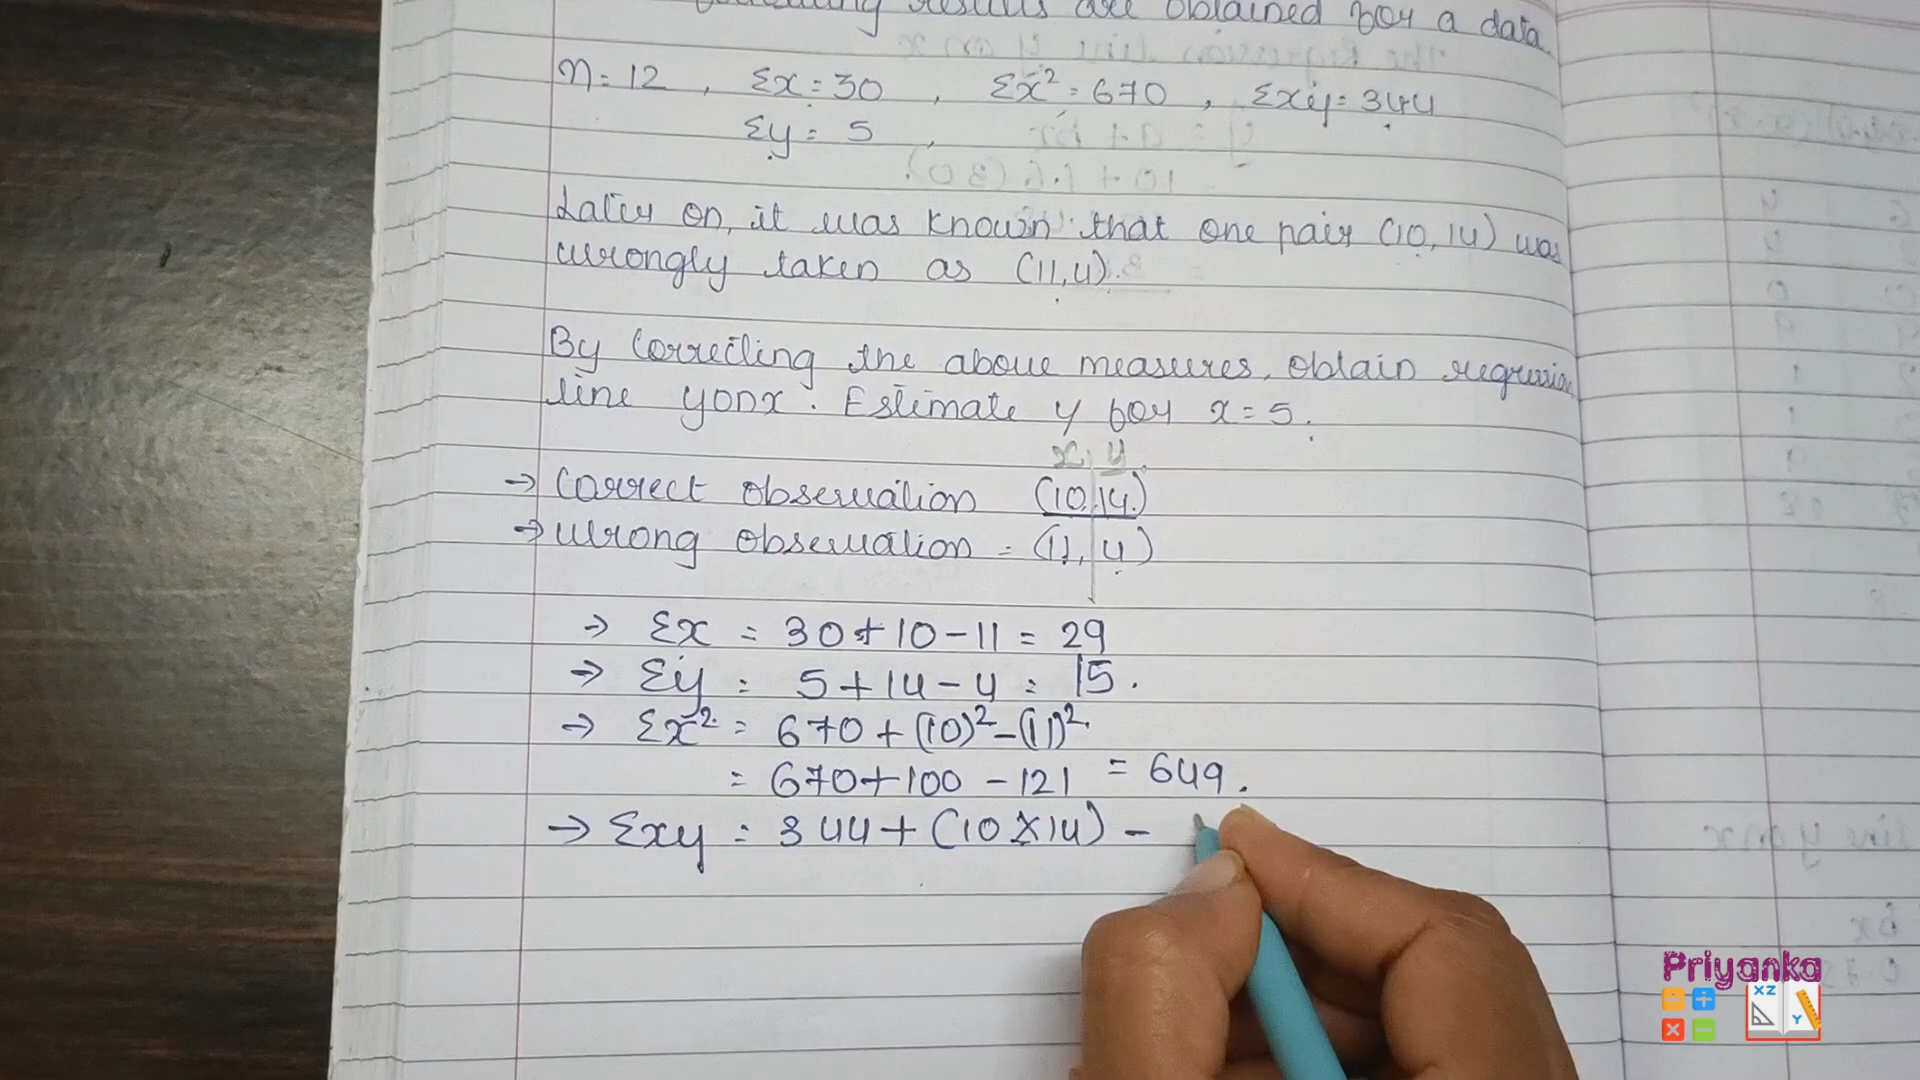 results are obtained for a data
n = 12 , Σx = 30 , Σx² = 670 , Σxy = 344
Σy = 5 ,
Later on, it was known that one pair (10, 14) was
wrongly taken as (11, 4).
By correcting the above measures, obtain regression
line y on x. Estimate y for x = 5.
x, y
→ Correct observation (10, 14)
→ Wrong observation = (11, 4)
→ Σx = 30 + 10 - 11 = 29
→ Σy = 5 + 14 - 4 = 15.
→ Σx² = 670 + (10)² - (11)²
= 670 + 100 - 121 = 649.
→ Σxy = 344 + (10 × 14) -
Priyanka
XZ
Y